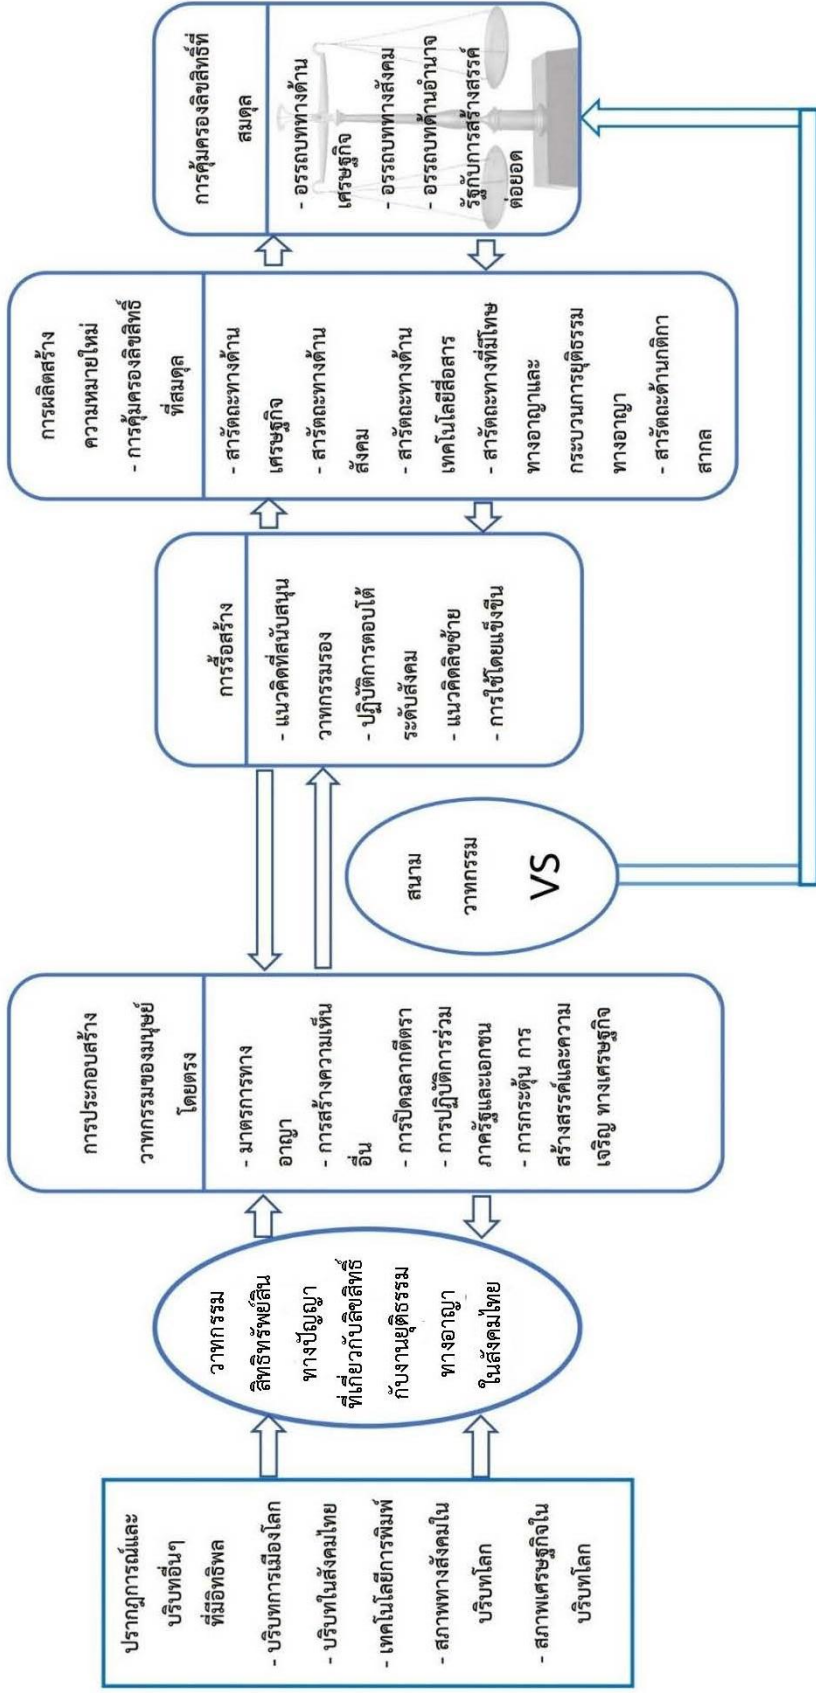 ปรากฏการณ์และ
บริบทอื่นๆ
ที่มีอิทธิพล
- บริบทการเมืองโลก
- บริบทในสังคมไทย
- เทคโนโลยีการพิมพ์
- สภาพทางสังคมใน
บริบทโลก
- สภาพเศรษฐกิจใน
บริบทโลก
วาทกรรม
สิทธิทรัพย์สิน
ทางปัญญา
ที่เกี่ยวกับลิขสิทธิ์
กับงานยุติธรรม
ทางอาญา
ในสังคมไทย
การประกอบสร้าง
วาทกรรมของมนุษย์
โดยตรง
- มาตรการทาง
อาญา
- การสร้างความเห็น
อื่น
- การปิดฉลากตีตรา
- การปฏิบัติการร่วม
ภาครัฐและเอกชน
- การกระตุ้น การ
สร้างสรรค์และความ
เจริญ ทางเศรษฐกิจ
สนาม
วาทกรรม
VS
การรื้อสร้าง
- แนวคิดที่สนับสนุน
วาทกรรมรอง
- ปฏิบัติการตอบโต้
ระดับสังคม
- แนวคิดลิขซ้าย
- การใช้โดยแข็งขืน
การผลิตสร้าง
ความหมายใหม่
- การคุ้มครองลิขสิทธิ์
ที่สมดุล
- สารัตถะทางด้าน
เศรษฐกิจ
- สารัตถะทางด้าน
สังคม
- สารัตถะทางด้าน
เทคโนโลยีสื่อสาร
- สารัตถะทางที่มีโทษ
ทางอาญาและ
กระบวนการยุติธรรม
ทางอาญา
- สารัตถะด้านกติกา
สากล
การคุ้มครองลิขสิทธิ์ที่
สมดุล
- อรรถบททางด้าน
เศรษฐกิจ
- อรรถบททางสังคม
- อรรถบทด้านอำนาจ
รัฐกับการสร้างสรรค์
ต่อยอด